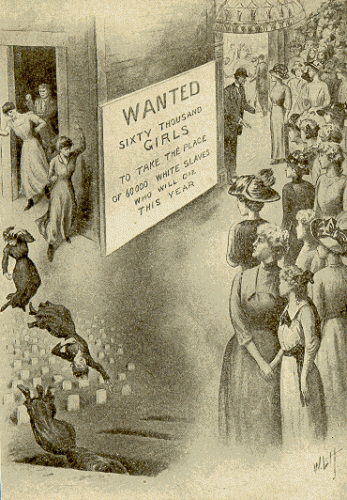 WANTED
SIXTY THOUSAND
GIRLS
TO TAKE THE PLACE
OF 60000 WHITE SLAVES
WHO WILL DIE
THIS YEAR